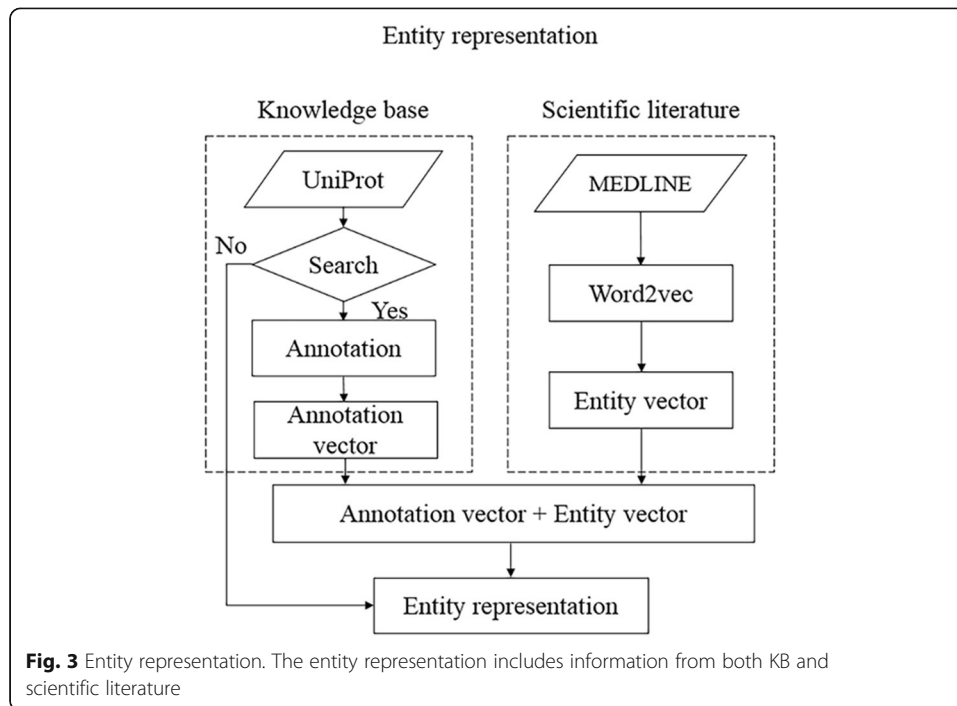 Entity representation
Knowledge base
Scientific literature
UniProt
MEDLINE
No
Search
Word2vec
Yes
Annotation
Entity vector
Annotation
vector
Annotation vector + Entity vector
Entity representation
Fig. 3 Entity representation. The entity representation includes information from both KB and
scientific literature